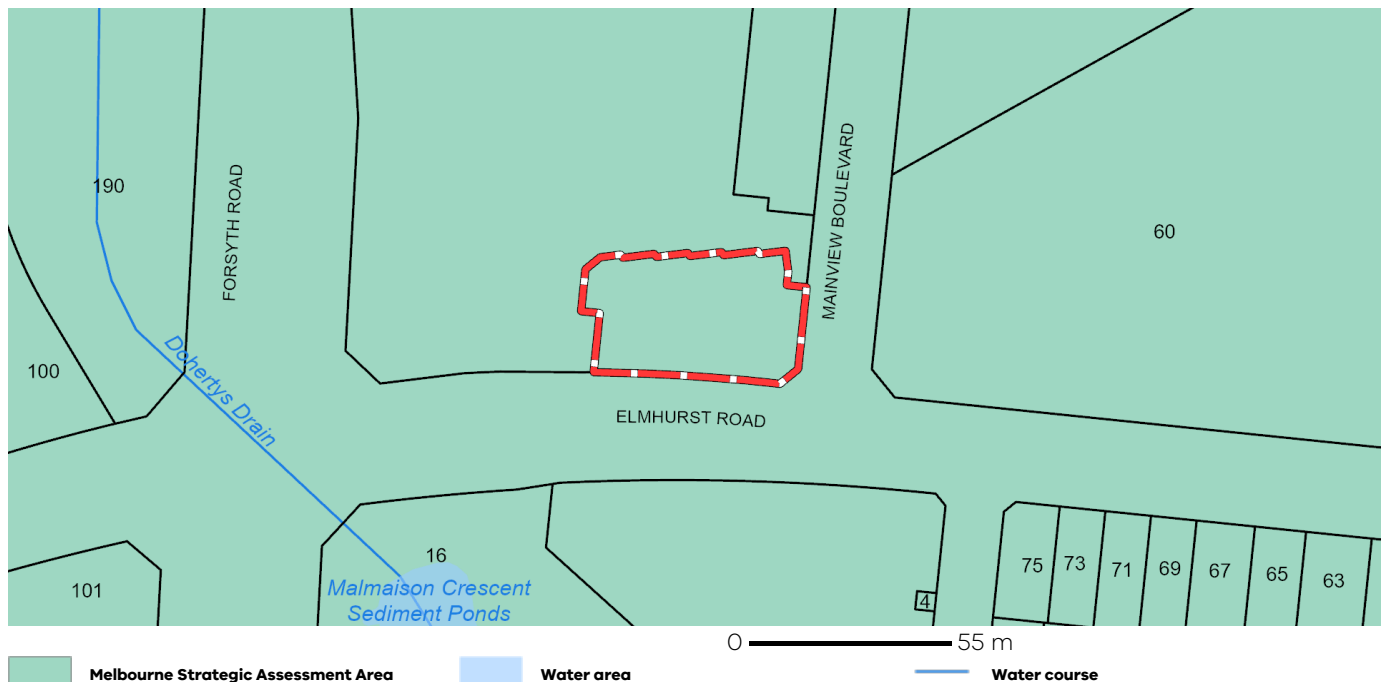 190
FORSYTH ROAD
MAINVIEW BOULEVARD
60
100
Dohertys Drain
ELMHURST ROAD
16
Malmaison Crescent
Sediment Ponds
101
75
73
71
69
67
65
63
4
0
55 m
Melbourne Strategic Assessment Area
Water area
Water course